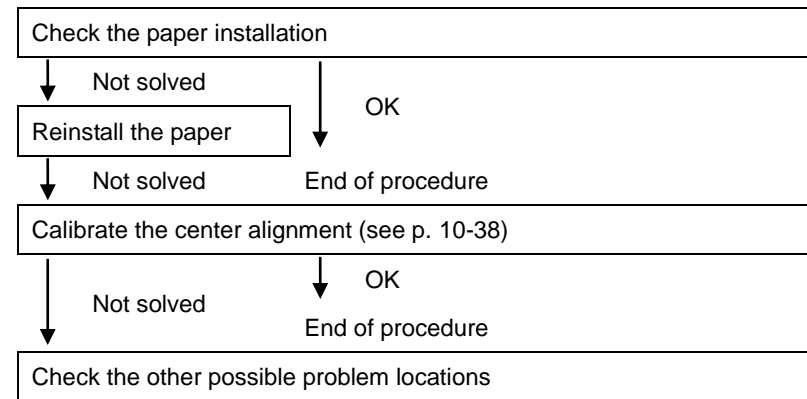 Check the paper installation
Not solved
OK
Reinstall the paper
Not solved
End of procedure
Calibrate the center alignment (see p. 10-38)
OK
Not solved
End of procedure
Check the other possible problem locations